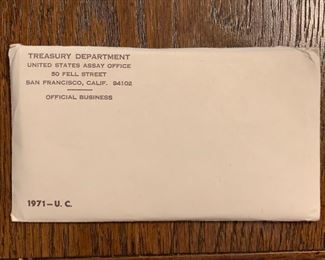 TREASURY DEPARTMENT
UNITED STATES ASSAY OFFICE
50 FELL STREET
SAN FRANCISCO, CALIF. 94102
OFFICIAL BUSINESS
1971—U. C.